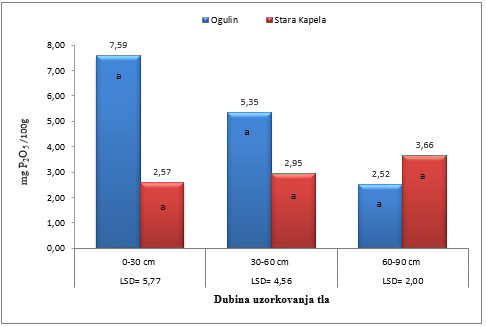 Ogulin Stara Kapela
8,00
7,00
6,00
5,00
4,00
3,00
2,00
1,00
0,00
mg P₂O₅ /100g
7,59
a
2,57
a
5,35
a
2,95
a
2,52
a
3,66
a
0-30 cm 30-60 cm 60-90 cm
LSD= 5,77 LSD= 4,56 LSD= 2,00
Dubina uzorkovanja tla